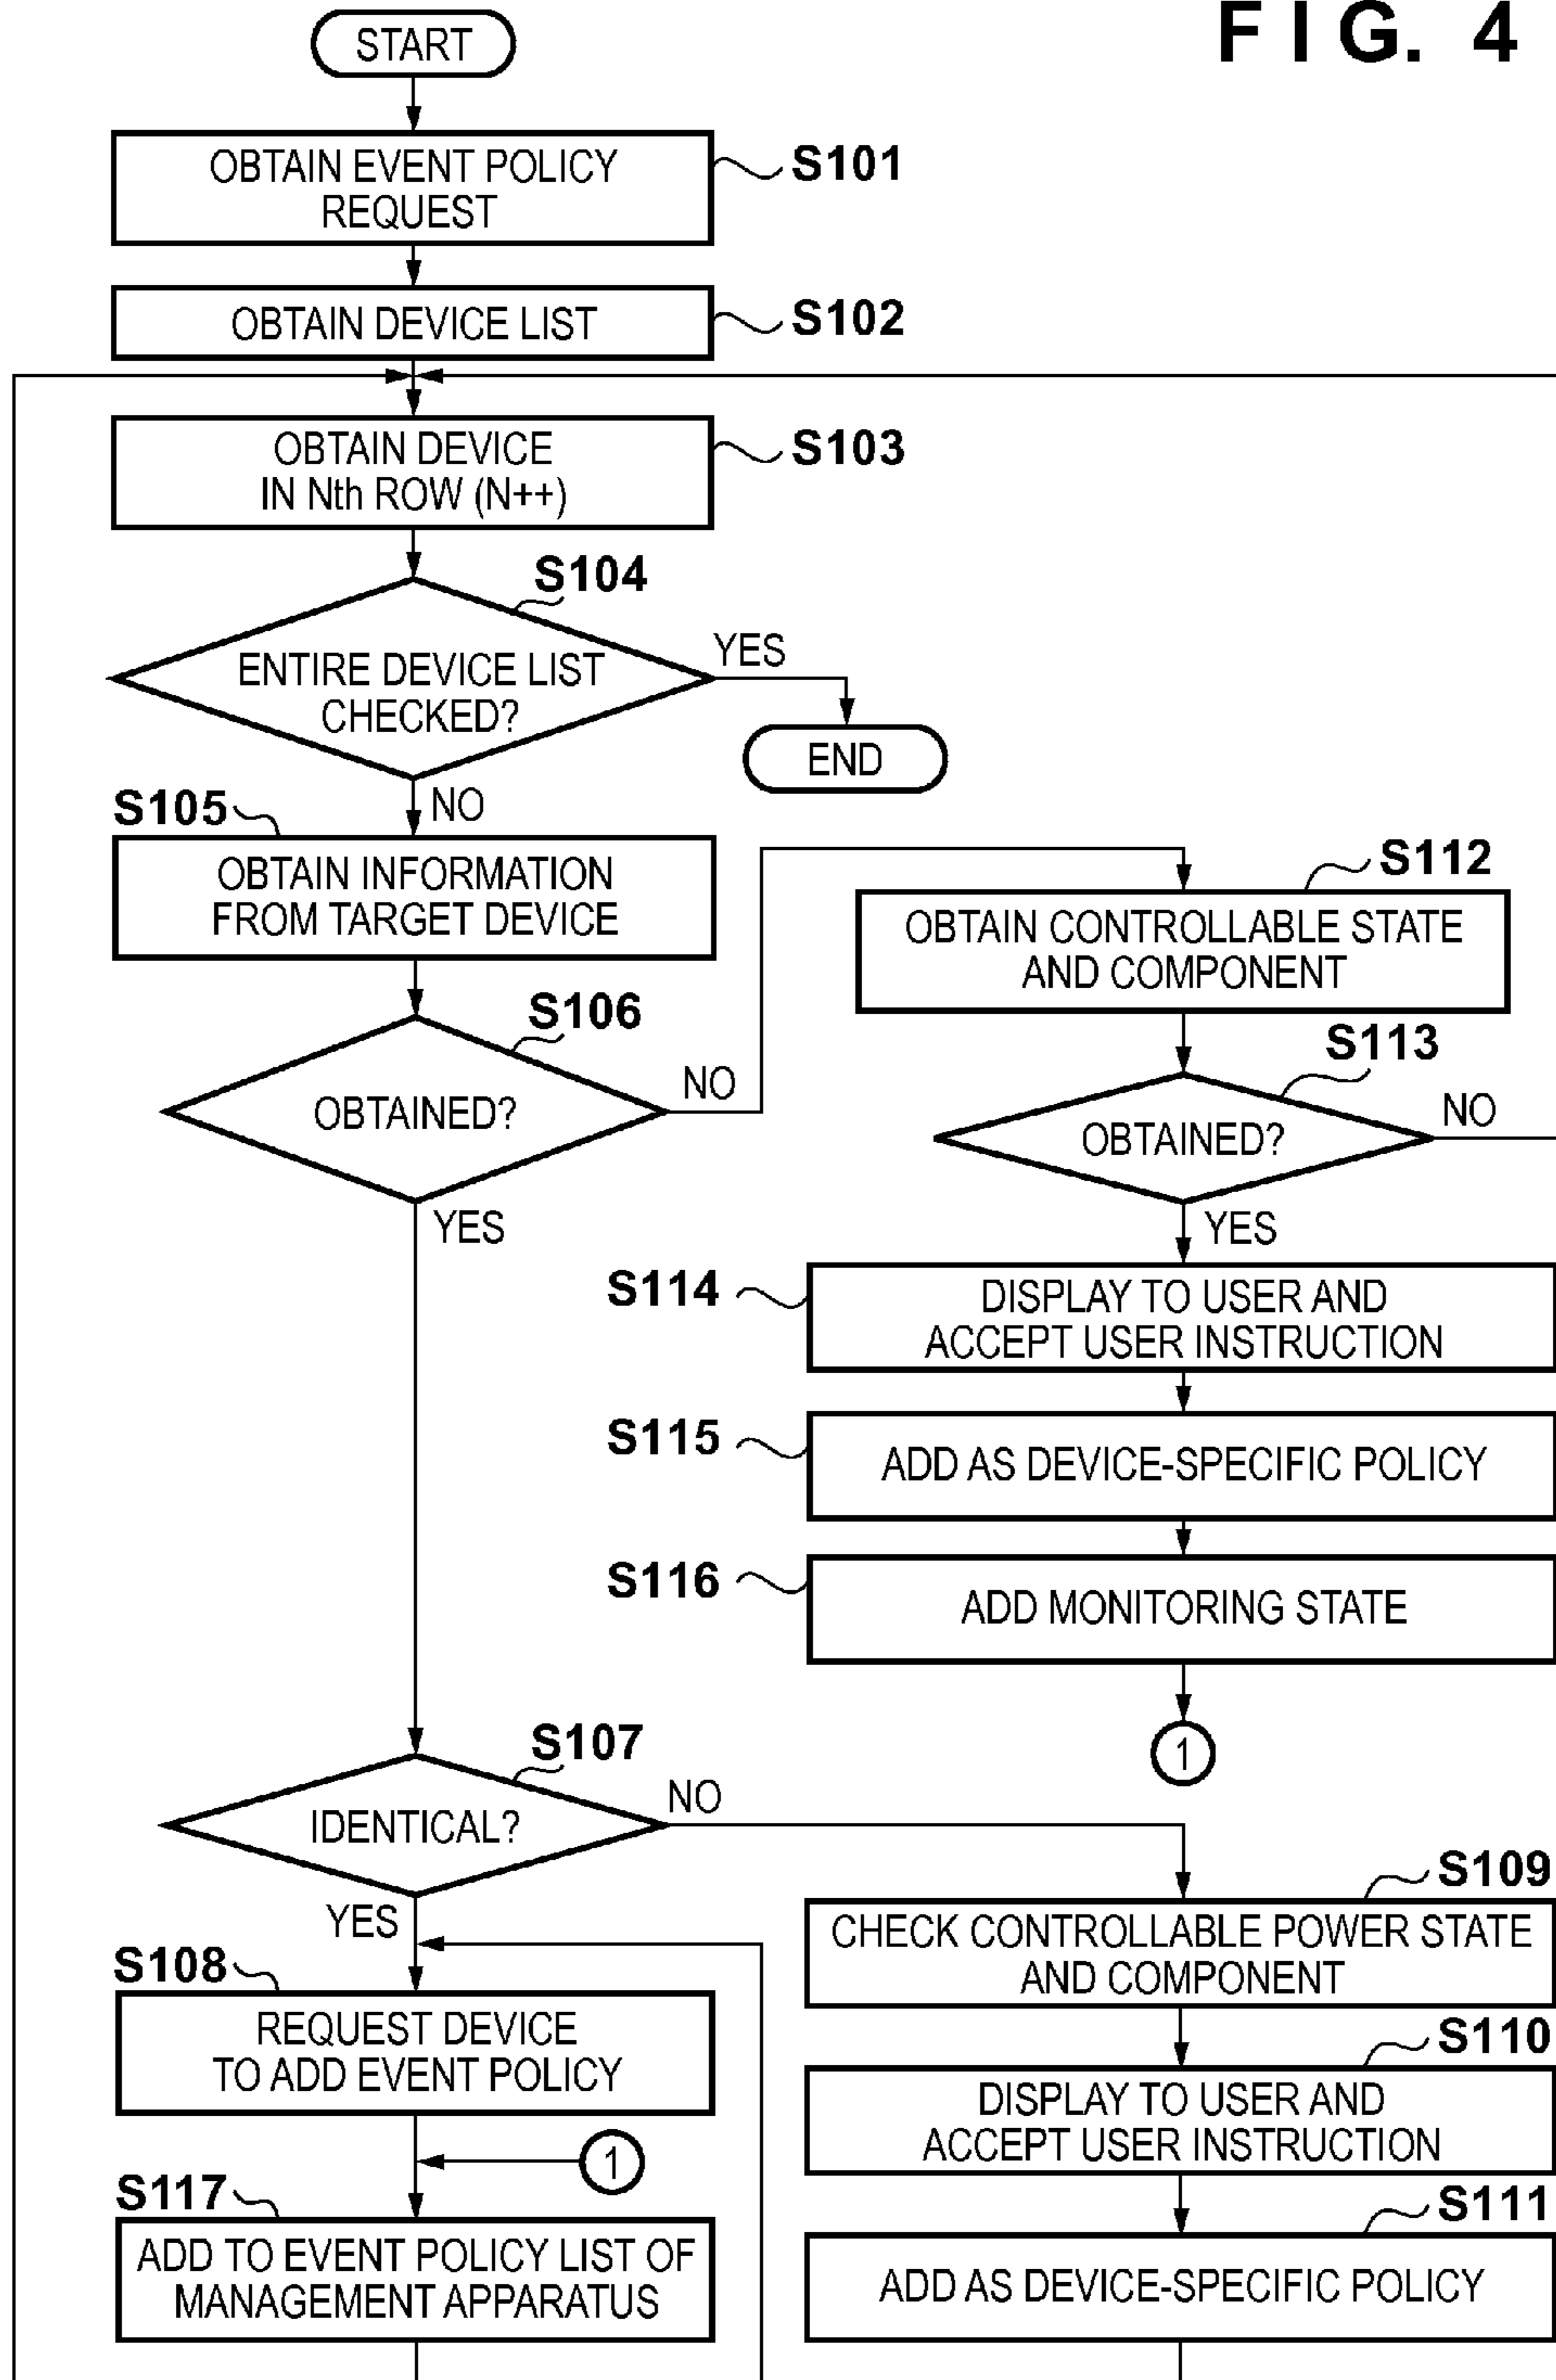 FIG. 4
START
OBTAIN EVENT POLICY
REQUEST
S101
OBTAIN DEVICE LIST
S102
OBTAIN DEVICE
IN Nth ROW (N++)
S103
S104
ENTIRE DEVICE LIST
CHECKED?
YES
END
NO
S105
OBTAIN INFORMATION
FROM TARGET DEVICE
S106
OBTAINED?
NO
YES
S112
OBTAIN CONTROLLABLE STATE
AND COMPONENT
S113
OBTAINED?
NO
YES
S114
DISPLAY TO USER AND
ACCEPT USER INSTRUCTION
S115
ADD AS DEVICE-SPECIFIC POLICY
S116
ADD MONITORING STATE
1
S107
IDENTICAL?
NO
YES
S108
REQUEST DEVICE
TO ADD EVENT POLICY
1
S117
ADD TO EVENT POLICY LIST OF
MANAGEMENT APPARATUS
S109
CHECK CONTROLLABLE POWER STATE
AND COMPONENT
S110
DISPLAY TO USER AND
ACCEPT USER INSTRUCTION
S111
ADD AS DEVICE-SPECIFIC POLICY